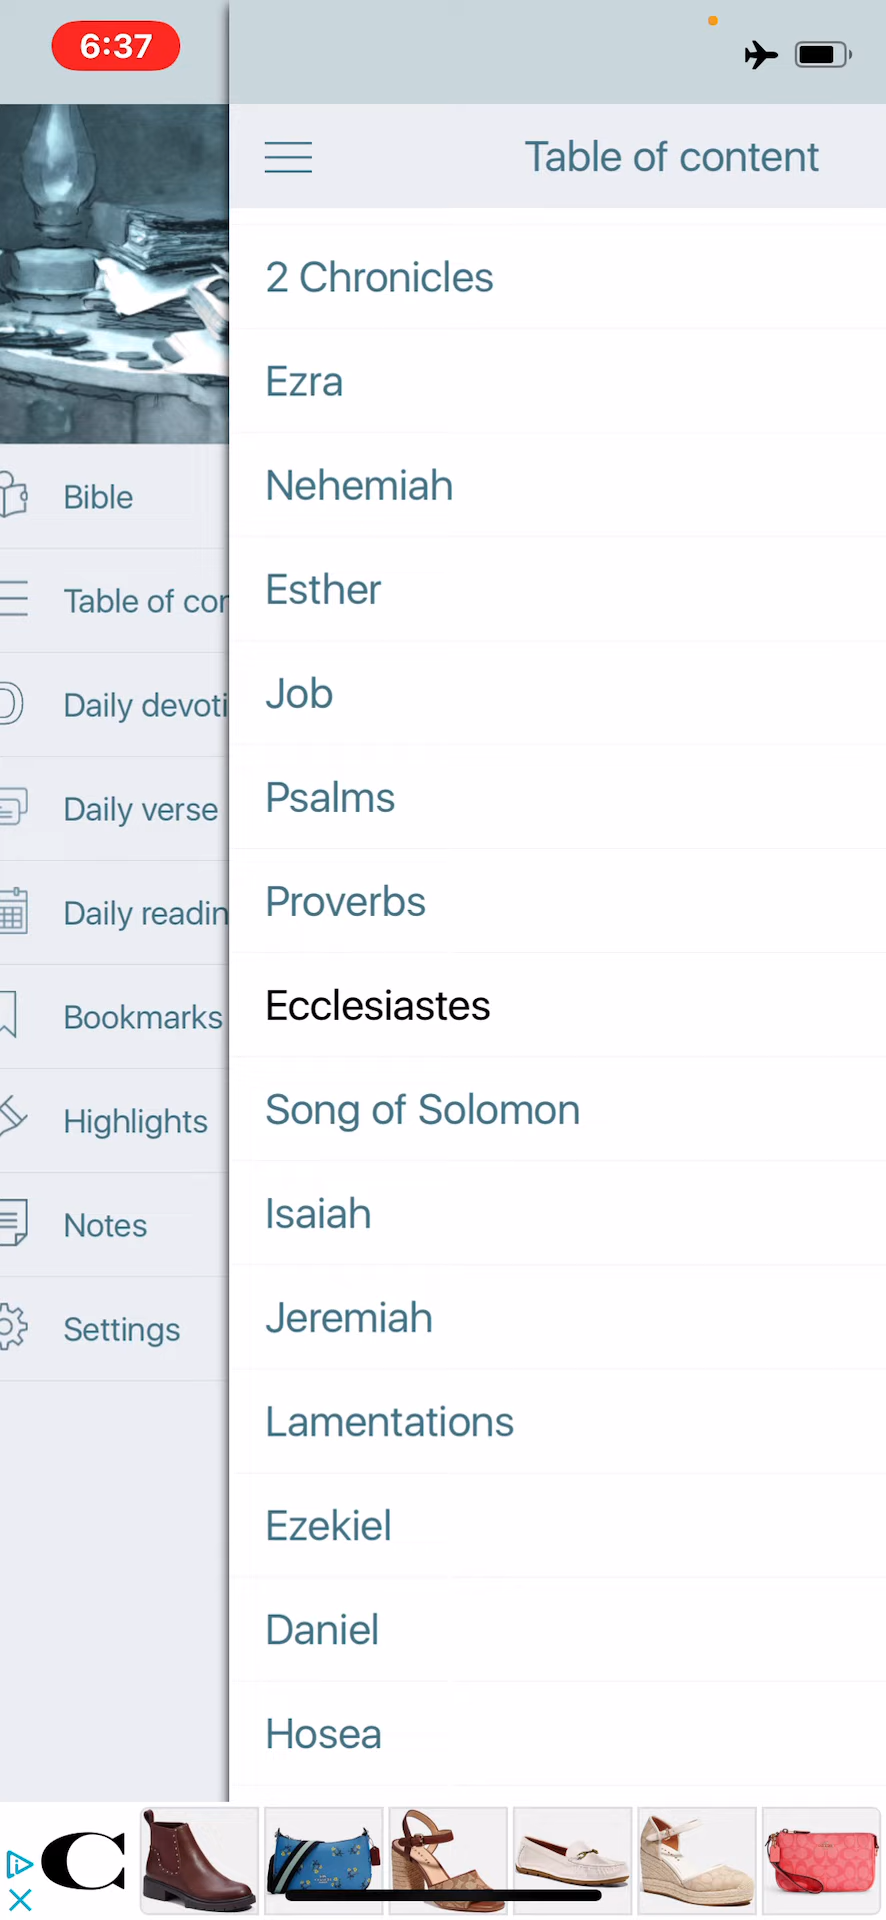 6:37
Table of content
2 Chronicles
Ezra
Nehemiah
Esther
Job
Psalms
Proverbs
Ecclesiastes
Song of Solomon
Isaiah
Jeremiah
Lamentations
Ezekiel
Daniel
Hosea
Bible
Table of con
Daily devoti
Daily verse
Daily readin
Bookmarks
Highlights
Notes
Settings
C